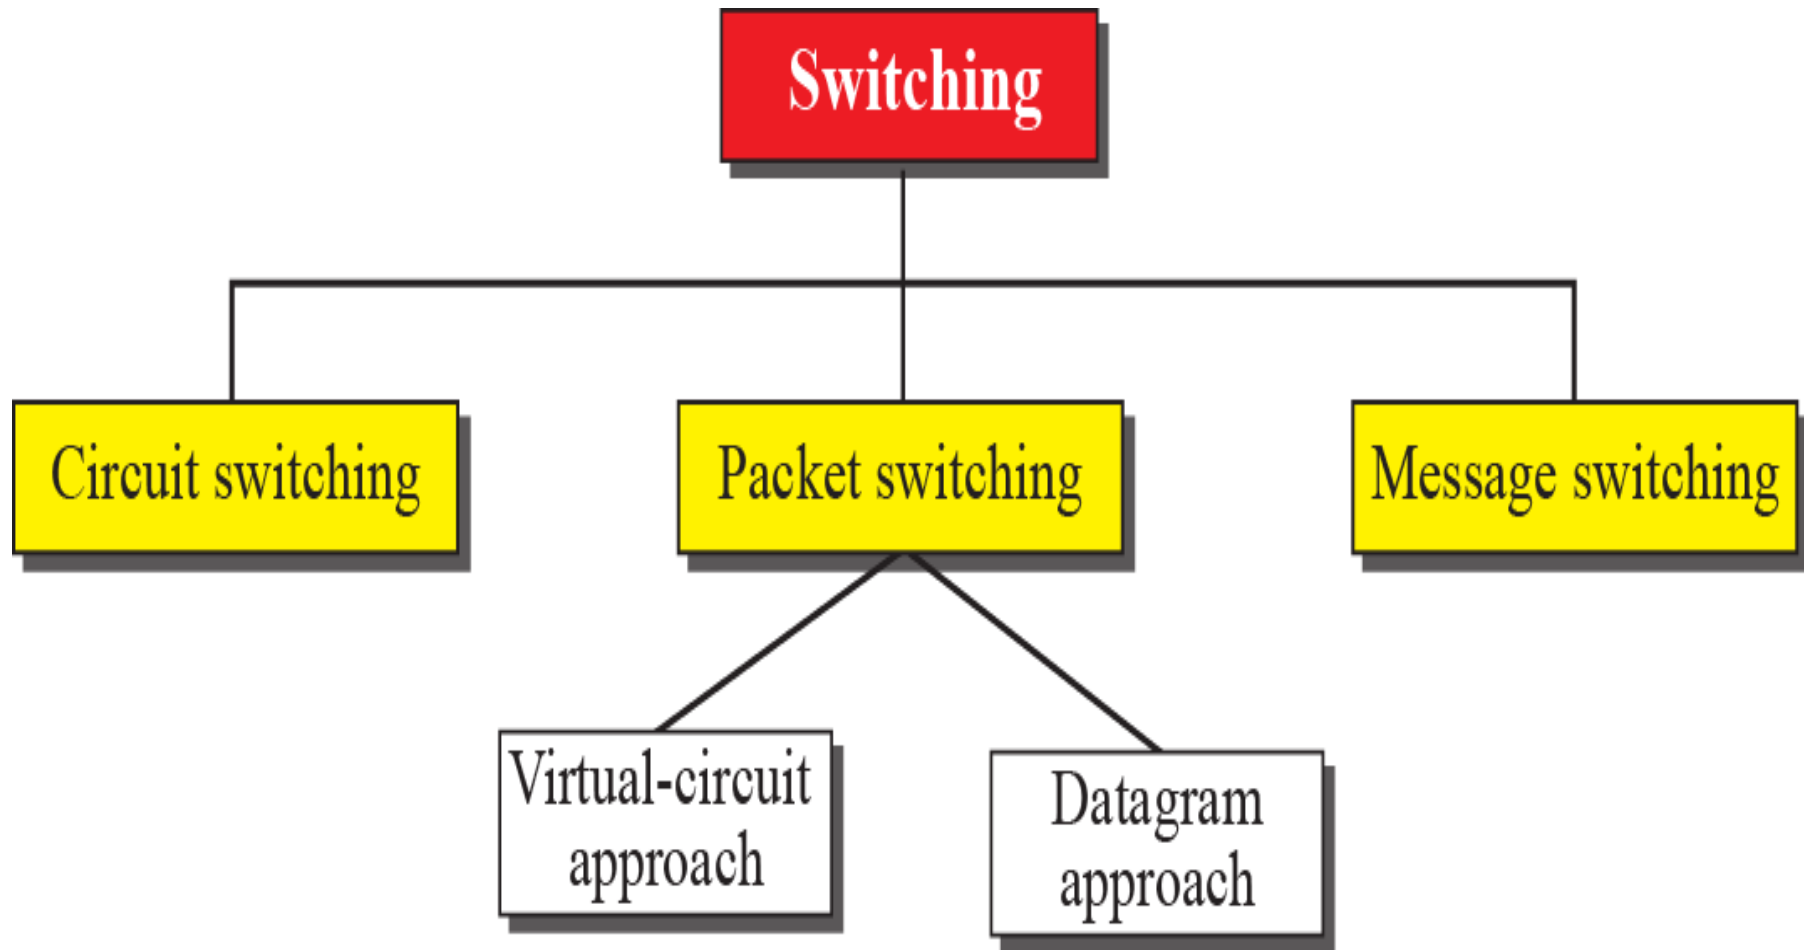 Switching
Circuit switching
Packet switching
Message switching
Virtual-circuit
approach
Datagram
approach